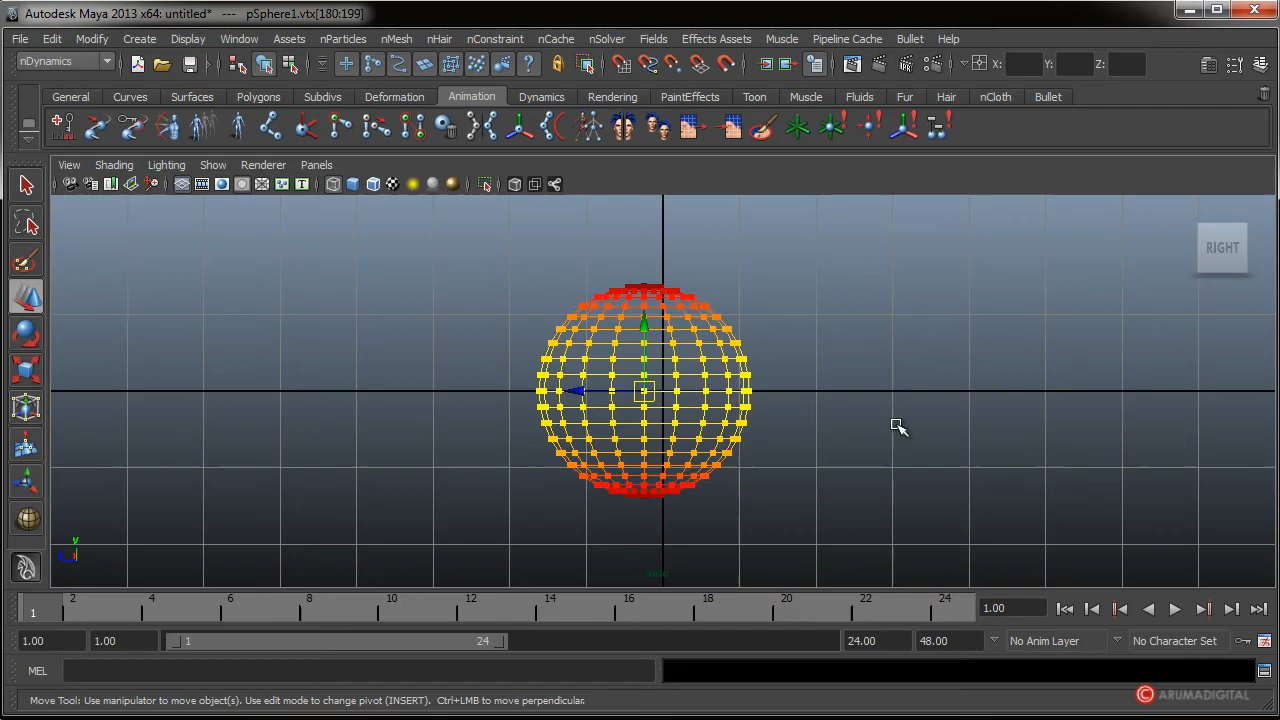 Autodesk Maya 2013 x64: untitled*   ---   pSphere1.vtx[180:199]
File Edit Modify Create Display Window Assets nParticles nMesh nHair nConstraint nCache nSolver Fields Effects Assets Muscle Pipeline Cache Bullet Help
nDynamics X: Y: Z:
General Curves Surfaces Polygons Subdivs Deformation Animation Dynamics Rendering PaintEffects Toon Muscle Fluids Fur Hair nCloth Bullet
View Shading Lighting Show Renderer Panels
RIGHT
y
side
1 2 4 6 8 10 12 14 16 18 20 22 24 1.00
1.00 1.00 1 24 24.00 48.00 No Anim Layer No Character Set
MEL
Move Tool: Use manipulator to move object(s). Use edit mode to change pivot (INSERT). Ctrl+LMB to move perpendicular.
© ARUMADIGITAL